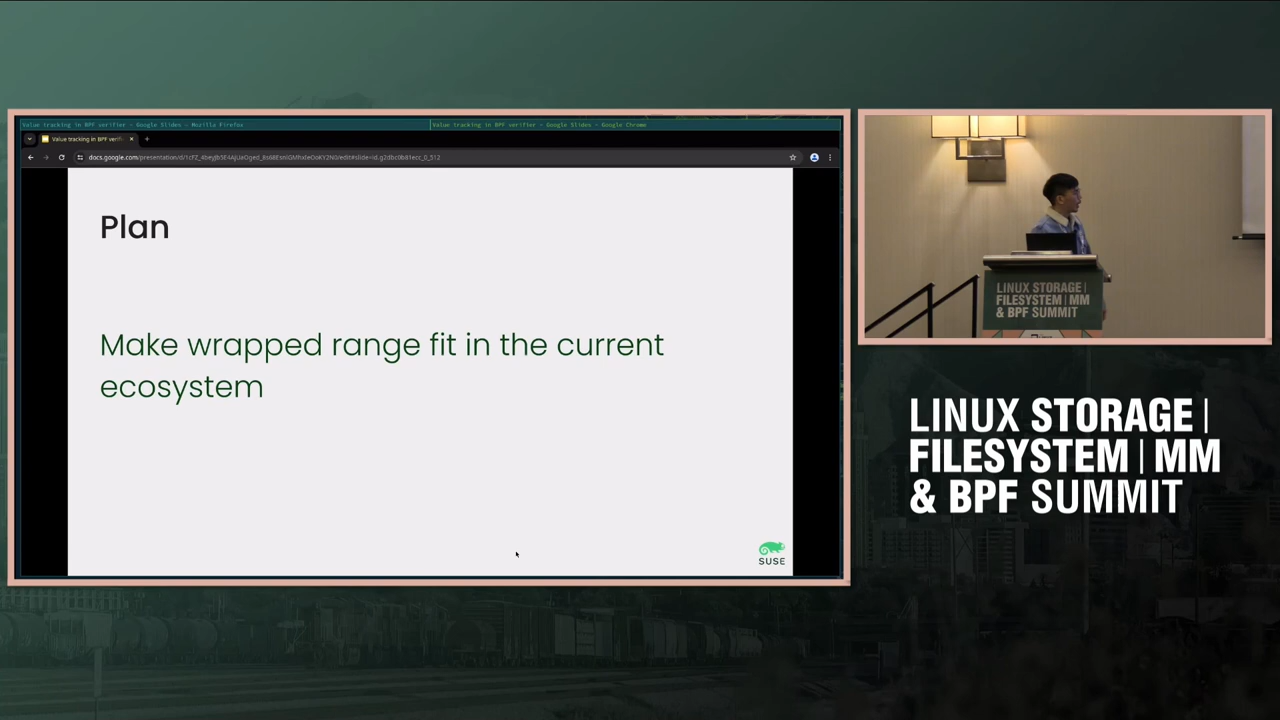 Value tracking in BPF verifier - Google Slides — Mozilla Firefox
Value tracking in BPF verifier - Google Slides - Google Chrome
Value tracking in BPF verifi
Plan
Make wrapped range fit in the current
ecosystem
SUSE
LINUX STORAGE |
FILESYSTEM | MM
& BPF SUMMIT
LINUX STORAGE |
FILESYSTEM | MM
& BPF SUMMIT